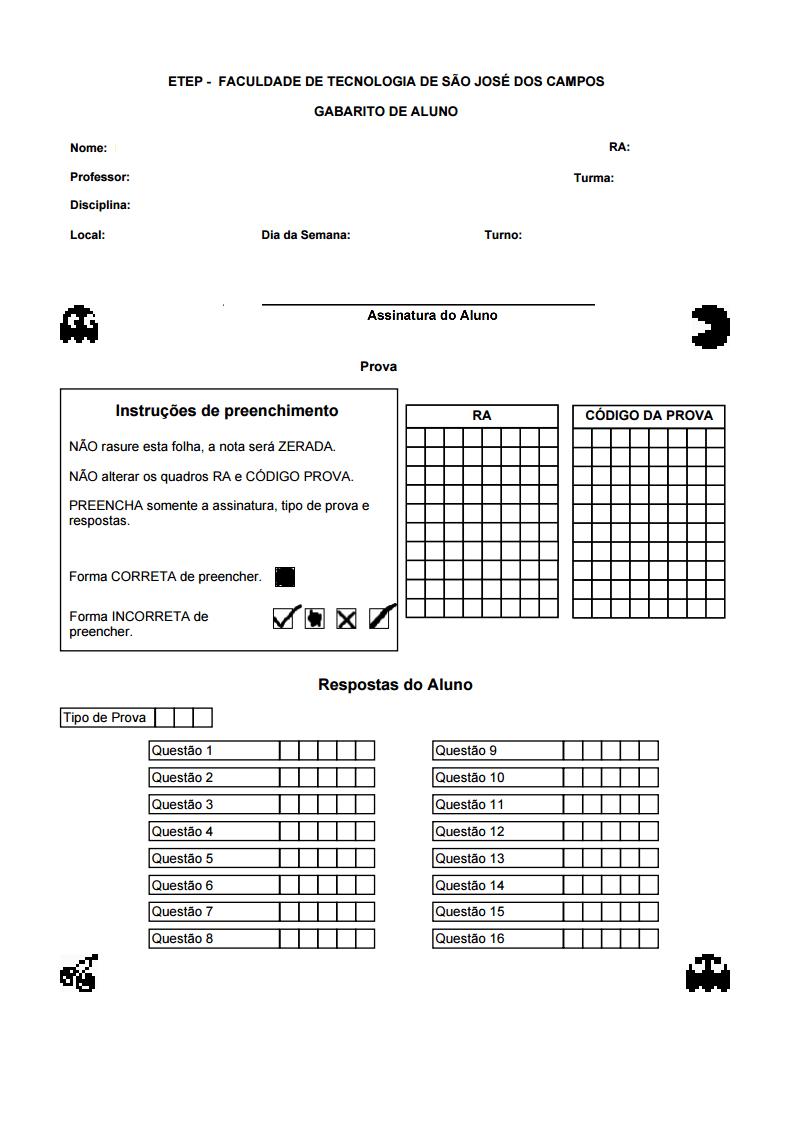 ETEP - FACULDADE DE TECNOLOGIA DE SÃO JOSÉ DOS CAMPOS
GABARITO DE ALUNO
Nome: RA:
Professor: Turma:
Disciplina:
Local: Dia da Semana: Turno:
Assinatura do Aluno
Prova
Instruções de preenchimento
NÃO rasure esta folha, a nota será ZERADA.
NÃO alterar os quadros RA e CÓDIGO PROVA.
PREENCHA somente a assinatura, tipo de prova e
respostas.
Forma CORRETA de preencher.
Forma INCORRETA de
preencher.
RA
CÓDIGO DA PROVA
Respostas do Aluno
Tipo de Prova
Questão 1
Questão 2
Questão 3
Questão 4
Questão 5
Questão 6
Questão 7
Questão 8
Questão 9
Questão 10
Questão 11
Questão 12
Questão 13
Questão 14
Questão 15
Questão 16